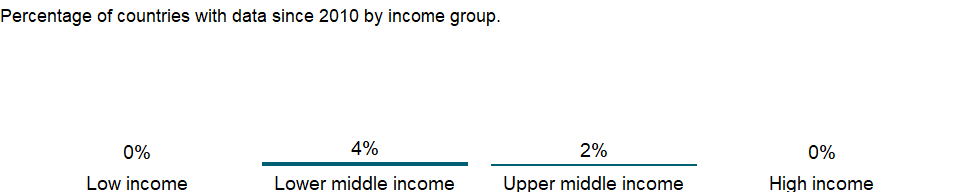 Percentage of countries with data since 2010 by income group.
0% 4% 2% 0%
Low income Lower middle income Upper middle income High income